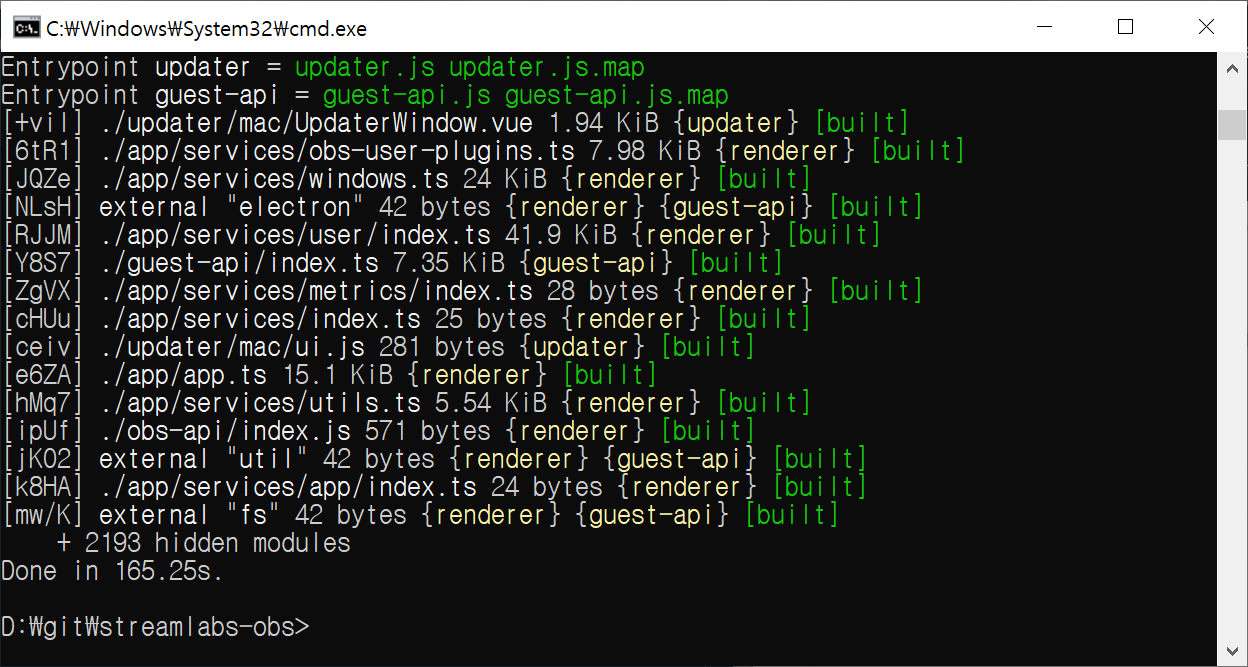 C:₩Windows₩System32₩cmd.exe
Entrypoint updater = updater.js updater.js.map
Entrypoint guest-api = guest-api.js guest-api.js.map
[+vil] ./updater/mac/UpdaterWindow.vue 1.94 KiB {updater} [built]
[6tR1] ./app/services/obs-user-plugins.ts 7.98 KiB {renderer} [built]
[JQZe] ./app/services/windows.ts 24 KiB {renderer} [built]
[NLsH] external "electron" 42 bytes {renderer} {guest-api} [built]
[RJJM] ./app/services/user/index.ts 41.9 KiB {renderer} [built]
[Y8S7] ./guest-api/index.ts 7.35 KiB {guest-api} [built]
[ZgVX] ./app/services/metrics/index.ts 28 bytes {renderer} [built]
[cHUu] ./app/services/index.ts 25 bytes {renderer} [built]
[ceiv] ./updater/mac/ui.js 281 bytes {updater} [built]
[e6ZA] ./app/app.ts 15.1 KiB {renderer} [built]
[hMq7] ./app/services/utils.ts 5.54 KiB {renderer} [built]
[ipUf] ./obs-api/index.js 571 bytes {renderer} [built]
[jK02] external "util" 42 bytes {renderer} {guest-api} [built]
[k8HA] ./app/services/app/index.ts 24 bytes {renderer} [built]
[mw/K] external "fs" 42 bytes {renderer} {guest-api} [built]
    + 2193 hidden modules
Done in 165.25s.
D:₩git₩streamlabs-obs>